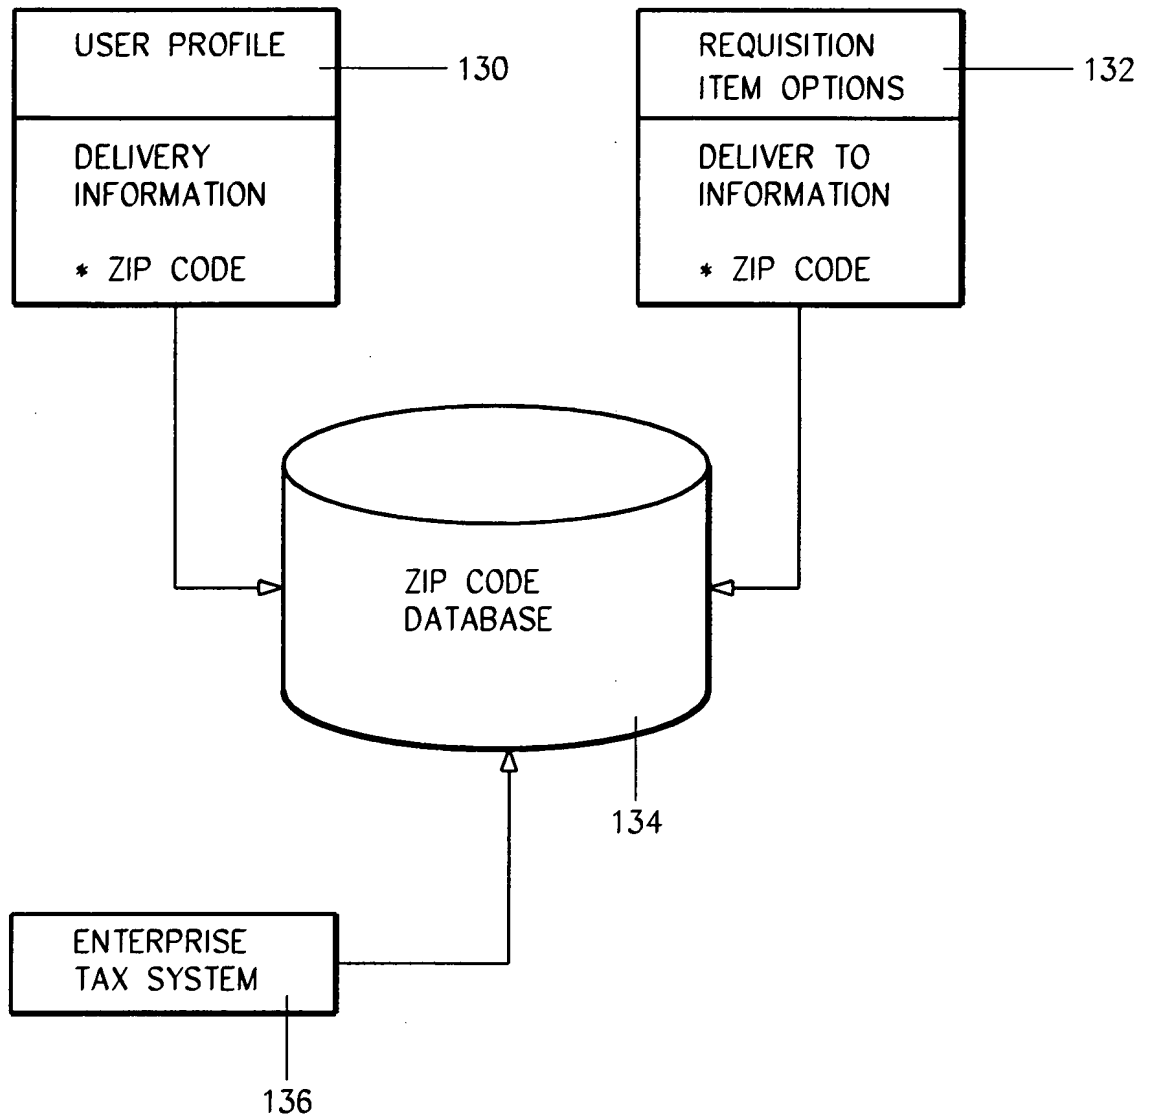 USER PROFILE
130
DELIVERY
INFORMATION
* ZIP CODE
REQUISITION
ITEM OPTIONS
132
DELIVER TO
INFORMATION
* ZIP CODE
ZIP CODE
DATABASE
134
ENTERPRISE
TAX SYSTEM
136